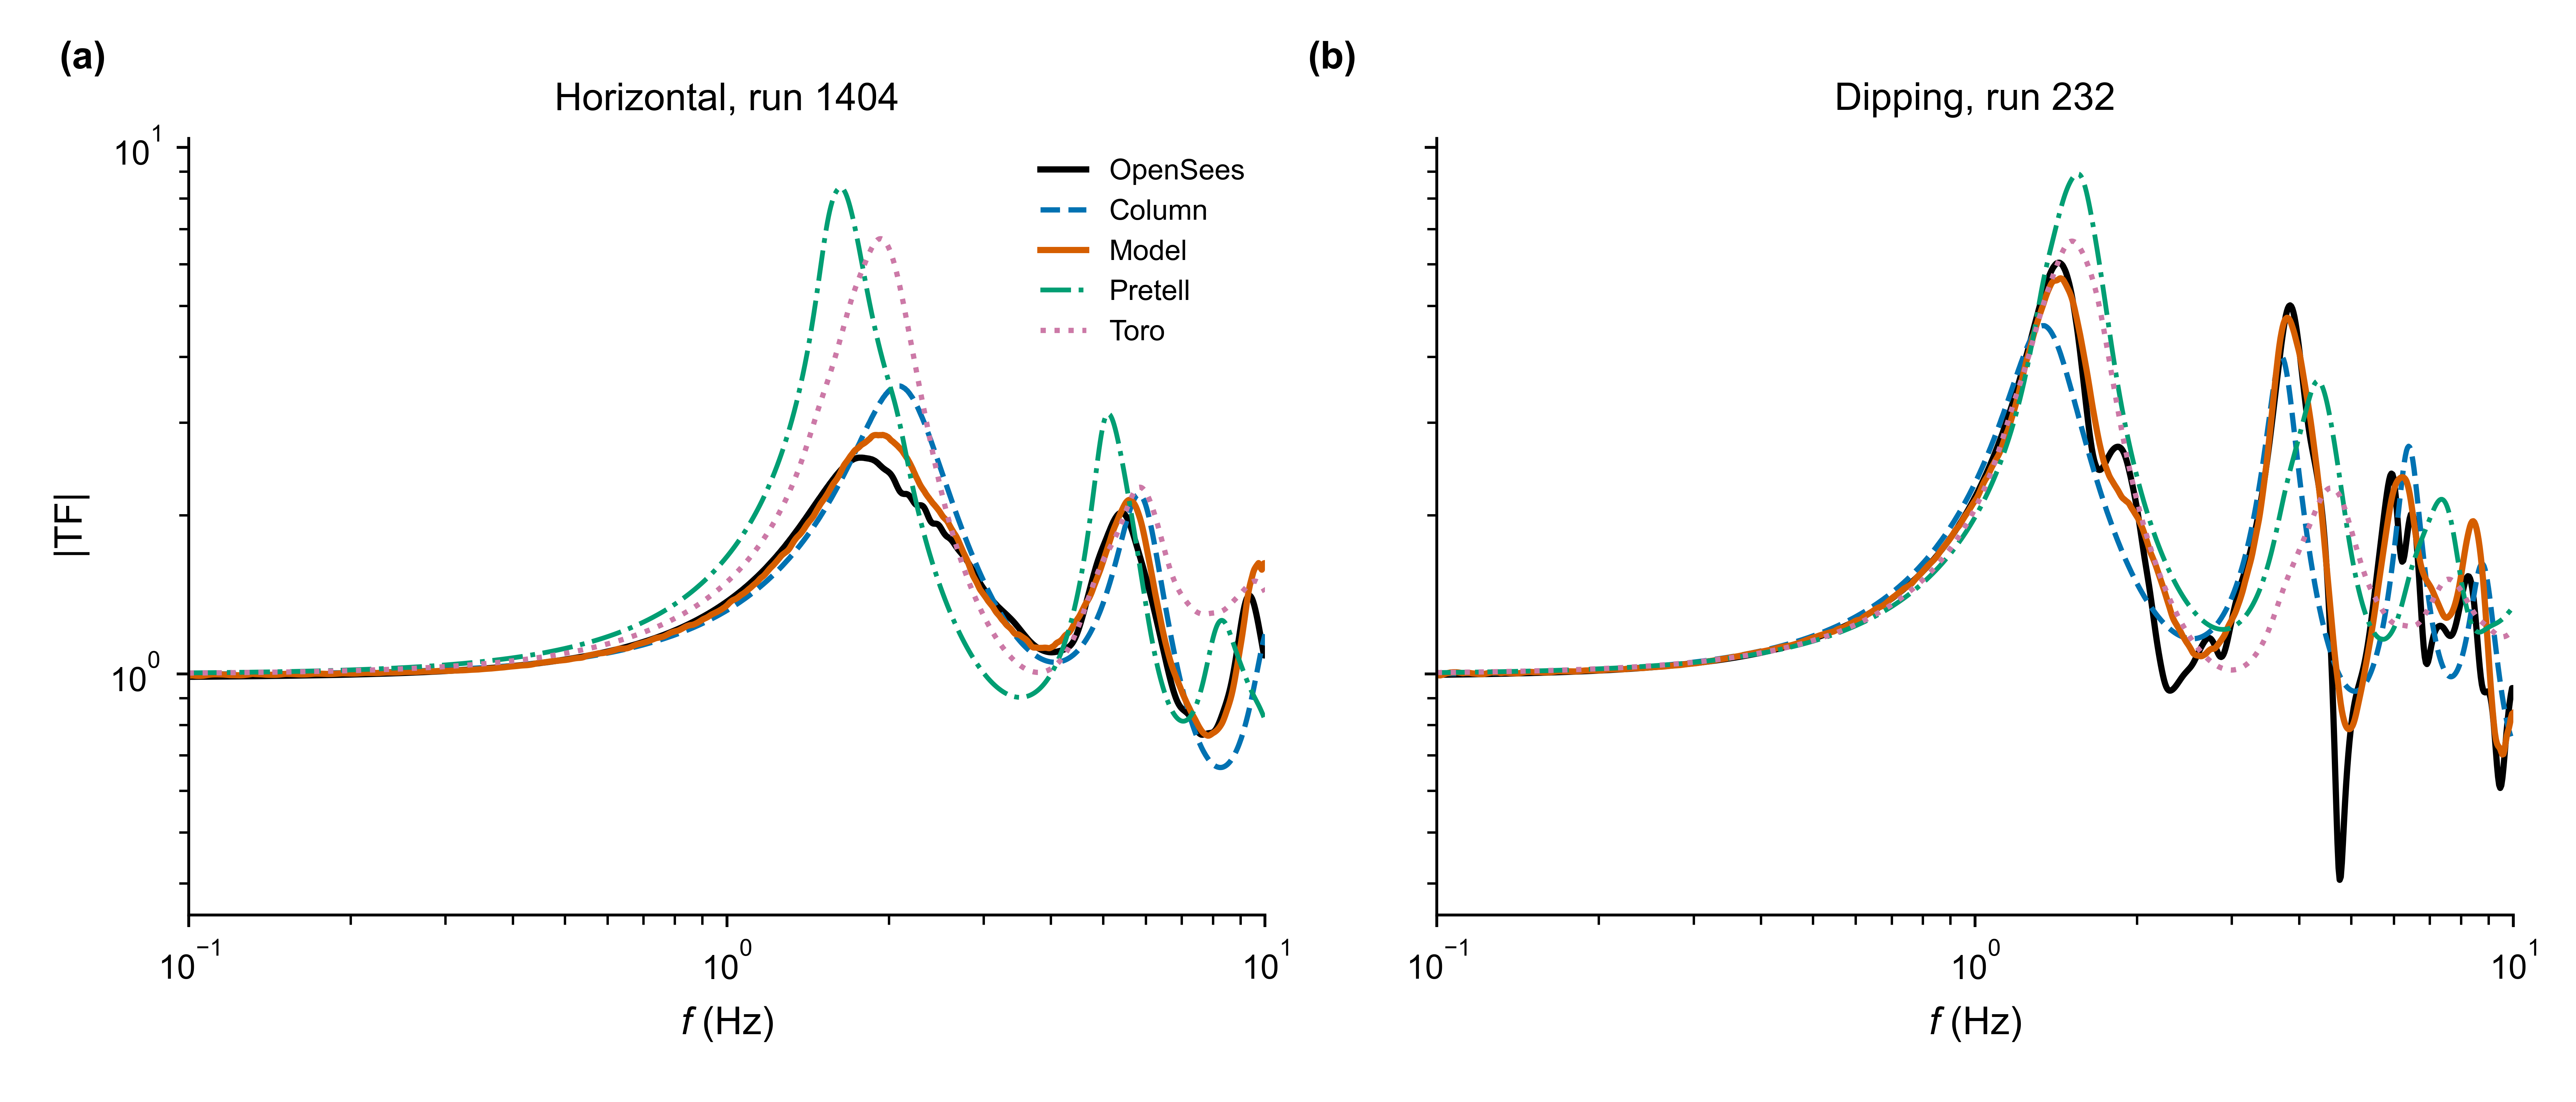 (a)
Horizontal, run 1404
10^1
10^0
|TF|
OpenSees
Column
Model
Pretell
Toro
10^−1
10^0
10^1
f (Hz)
(b)
Dipping, run 232
10^−1
10^0
10^1
f (Hz)